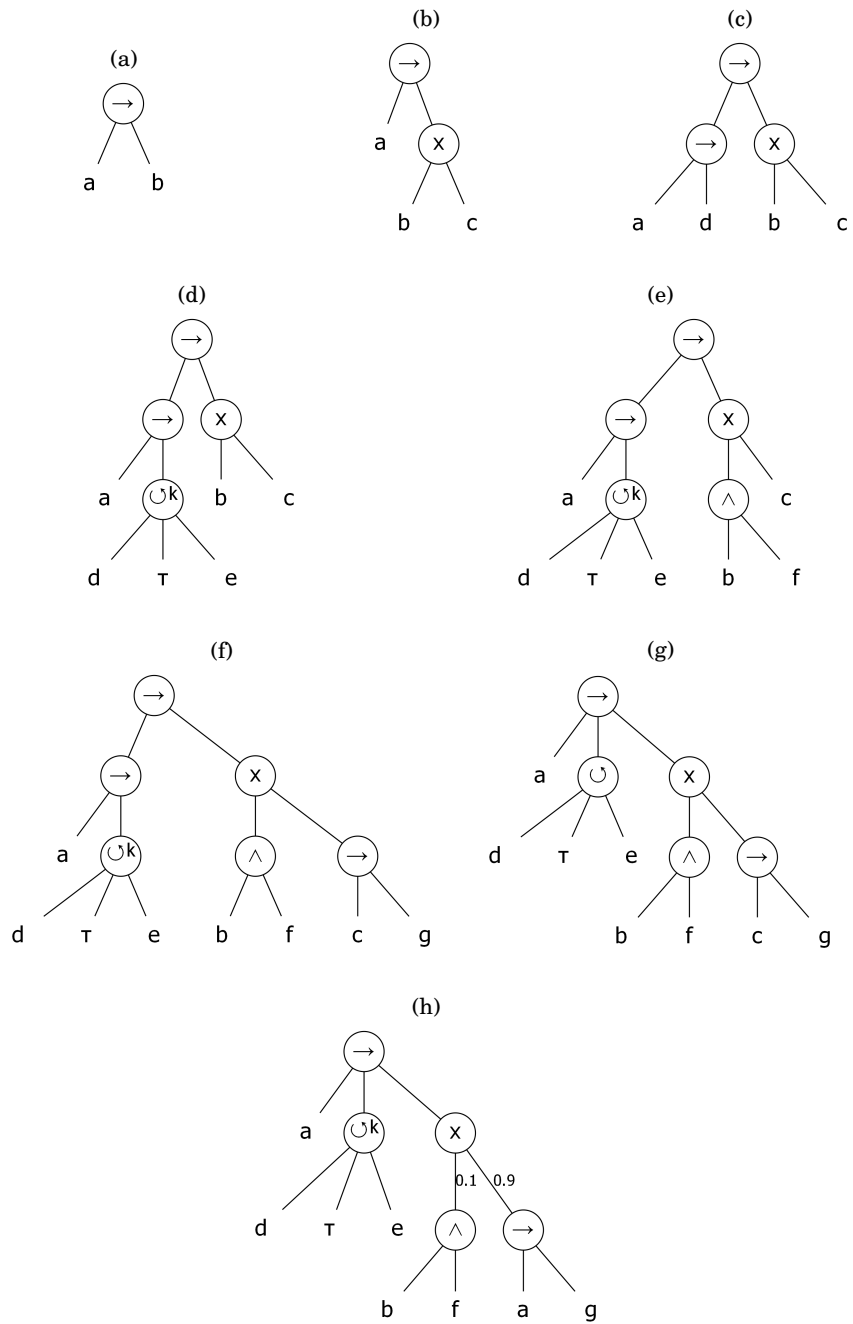 (a)
→
a b
(b)
→
a x
b c
(c)
→
→ x
a d b c
(d)
→
→ x
a ↺k b c
d τ e
(e)
→
→ x
a ↺k ∧ c
d τ e b f
(f)
→
→ x
a ↺k ∧ →
d τ e b f c g
(g)
→
a ↺ x
d τ e ∧ →
b f c g
(h)
→
a ↺k x
0.1 0.9
d τ e ∧ →
b f a g